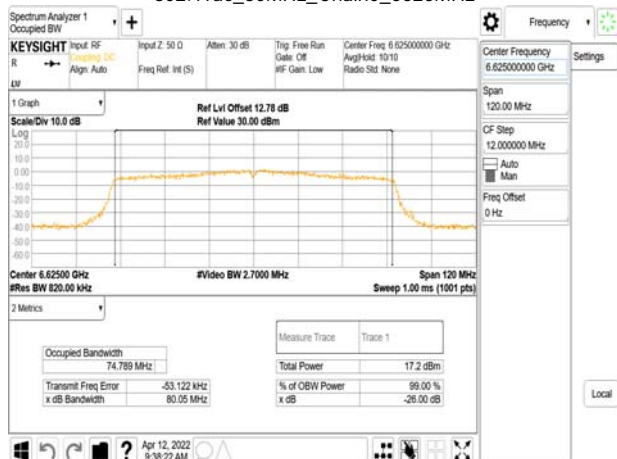 Spectrum Analyzer 1
Occupied BW
Frequency
KEYSIGHT
Input: RF
Coupling: DC
Align: Auto
Input Z: 50 Ω
Freq Ref: Int (S)
Atten: 30 dB
Trig: Free Run
Gate: Off
#IF Gain: Low
Center Freq: 6.625000000 GHz
Avg|Hold: 10/10
Radio Std: None
R
LW
Center Frequency
6.625000000 GHz
Settings
Span
120.00 MHz
CF Step
12.000000 MHz
Auto
Man
Freq Offset
0 Hz
1 Graph
Scale/Div 10.0 dB
Ref Lvl Offset 12.78 dB
Ref Value 30.00 dBm
Log
20.0
10.0
0.00
-10.0
-20.0
-30.0
-40.0
-50.0
-60.0
Center 6.62500 GHz
#Res BW 820.00 kHz
#Video BW 2.7000 MHz
Span 120 MHz
Sweep 1.00 ms (1001 pts)
2 Metrics
Measure Trace
Trace 1
Occupied Bandwidth
74.789 MHz
Total Power
17.2 dBm
Transmit Freq Error
-53.122 kHz
% of OBW Power
99.00 %
x dB Bandwidth
80.05 MHz
x dB
-26.00 dB
Local
?
Apr 12, 2022
9:38:22 AM